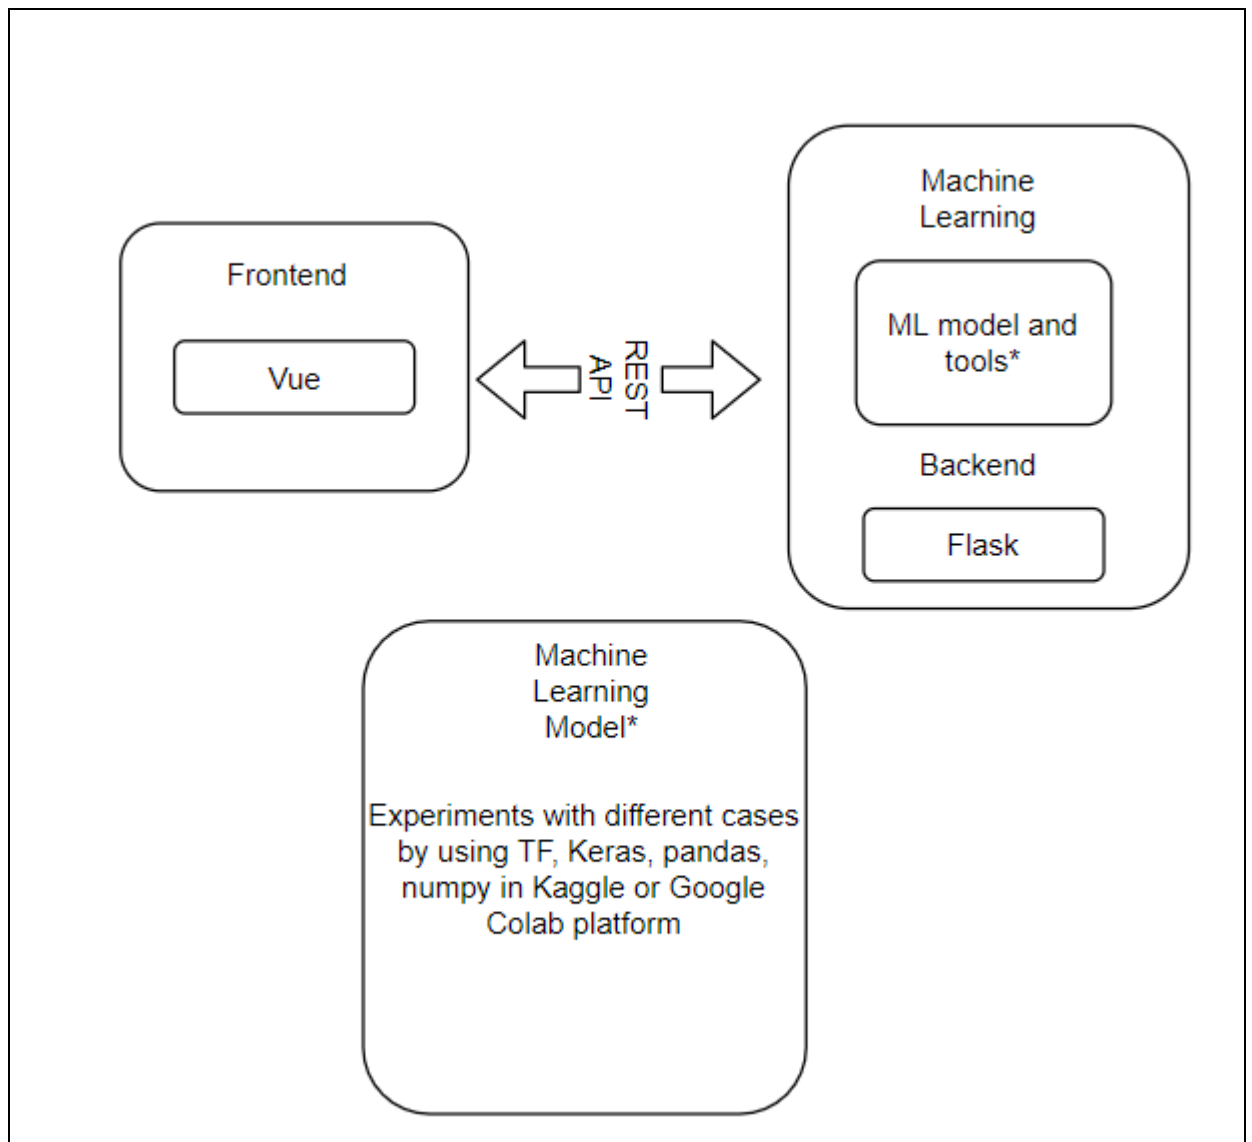 Frontend
Vue
REST
API
Machine
Learning
ML model and
tools*
Backend
Flask
Machine
Learning
Model*
Experiments with different cases
by using TF, Keras, pandas,
numpy in Kaggle or Google
Colab platform